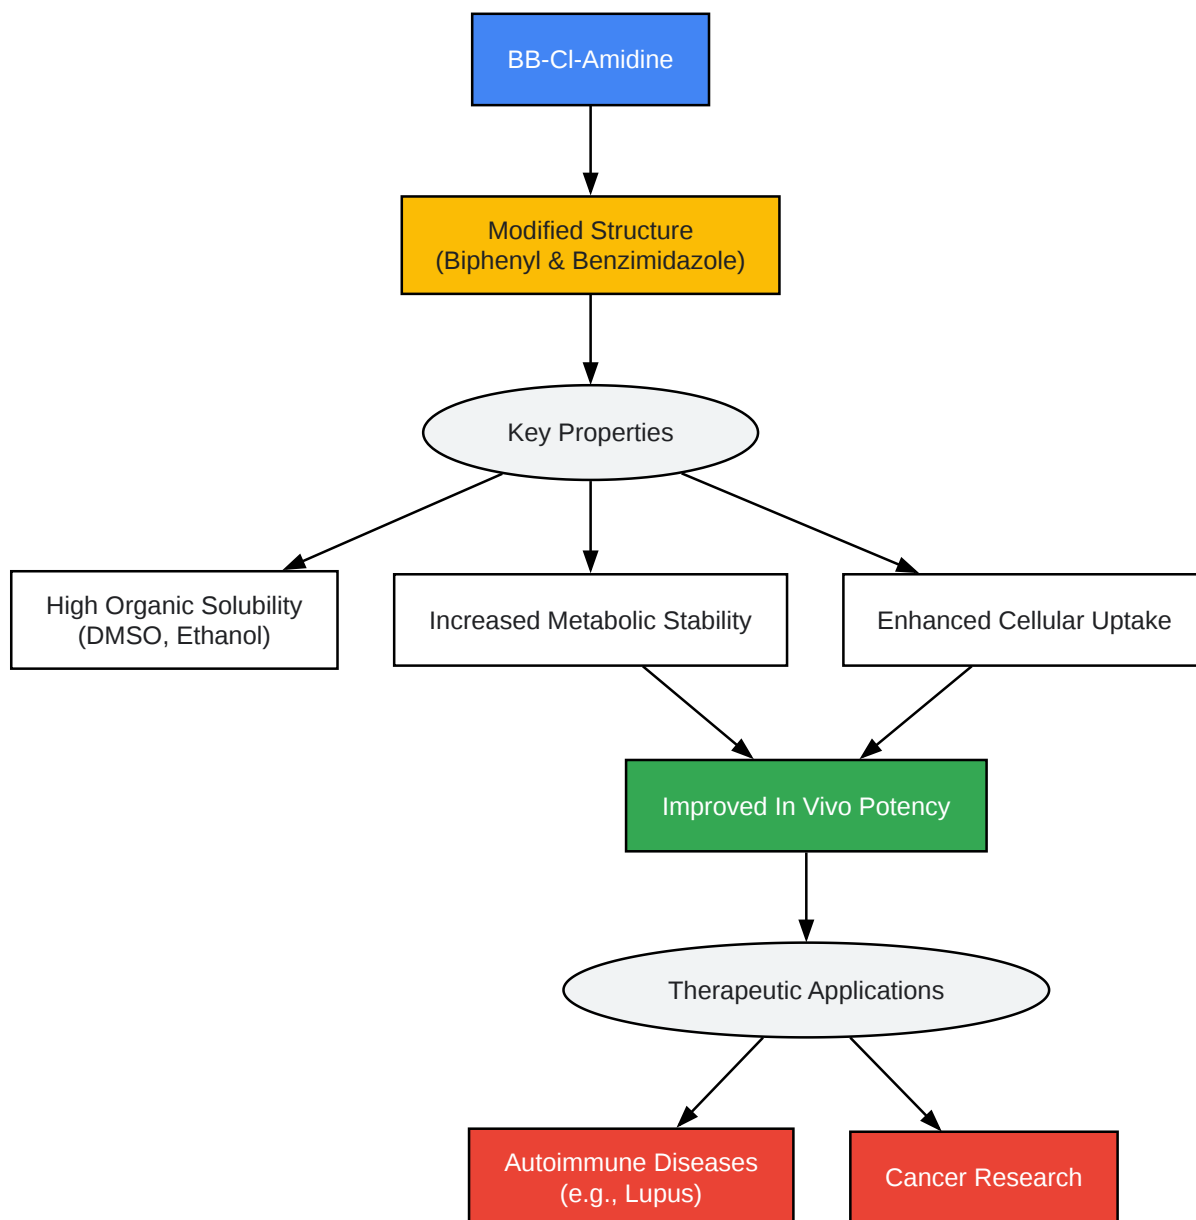 BB-Cl-Amidine
Modified Structure
(Biphenyl & Benzimidazole)
Key Properties
High Organic Solubility
(DMSO, Ethanol)
Increased Metabolic Stability
Enhanced Cellular Uptake
Improved In Vivo Potency
Therapeutic Applications
Autoimmune Diseases
(e.g., Lupus)
Cancer Research